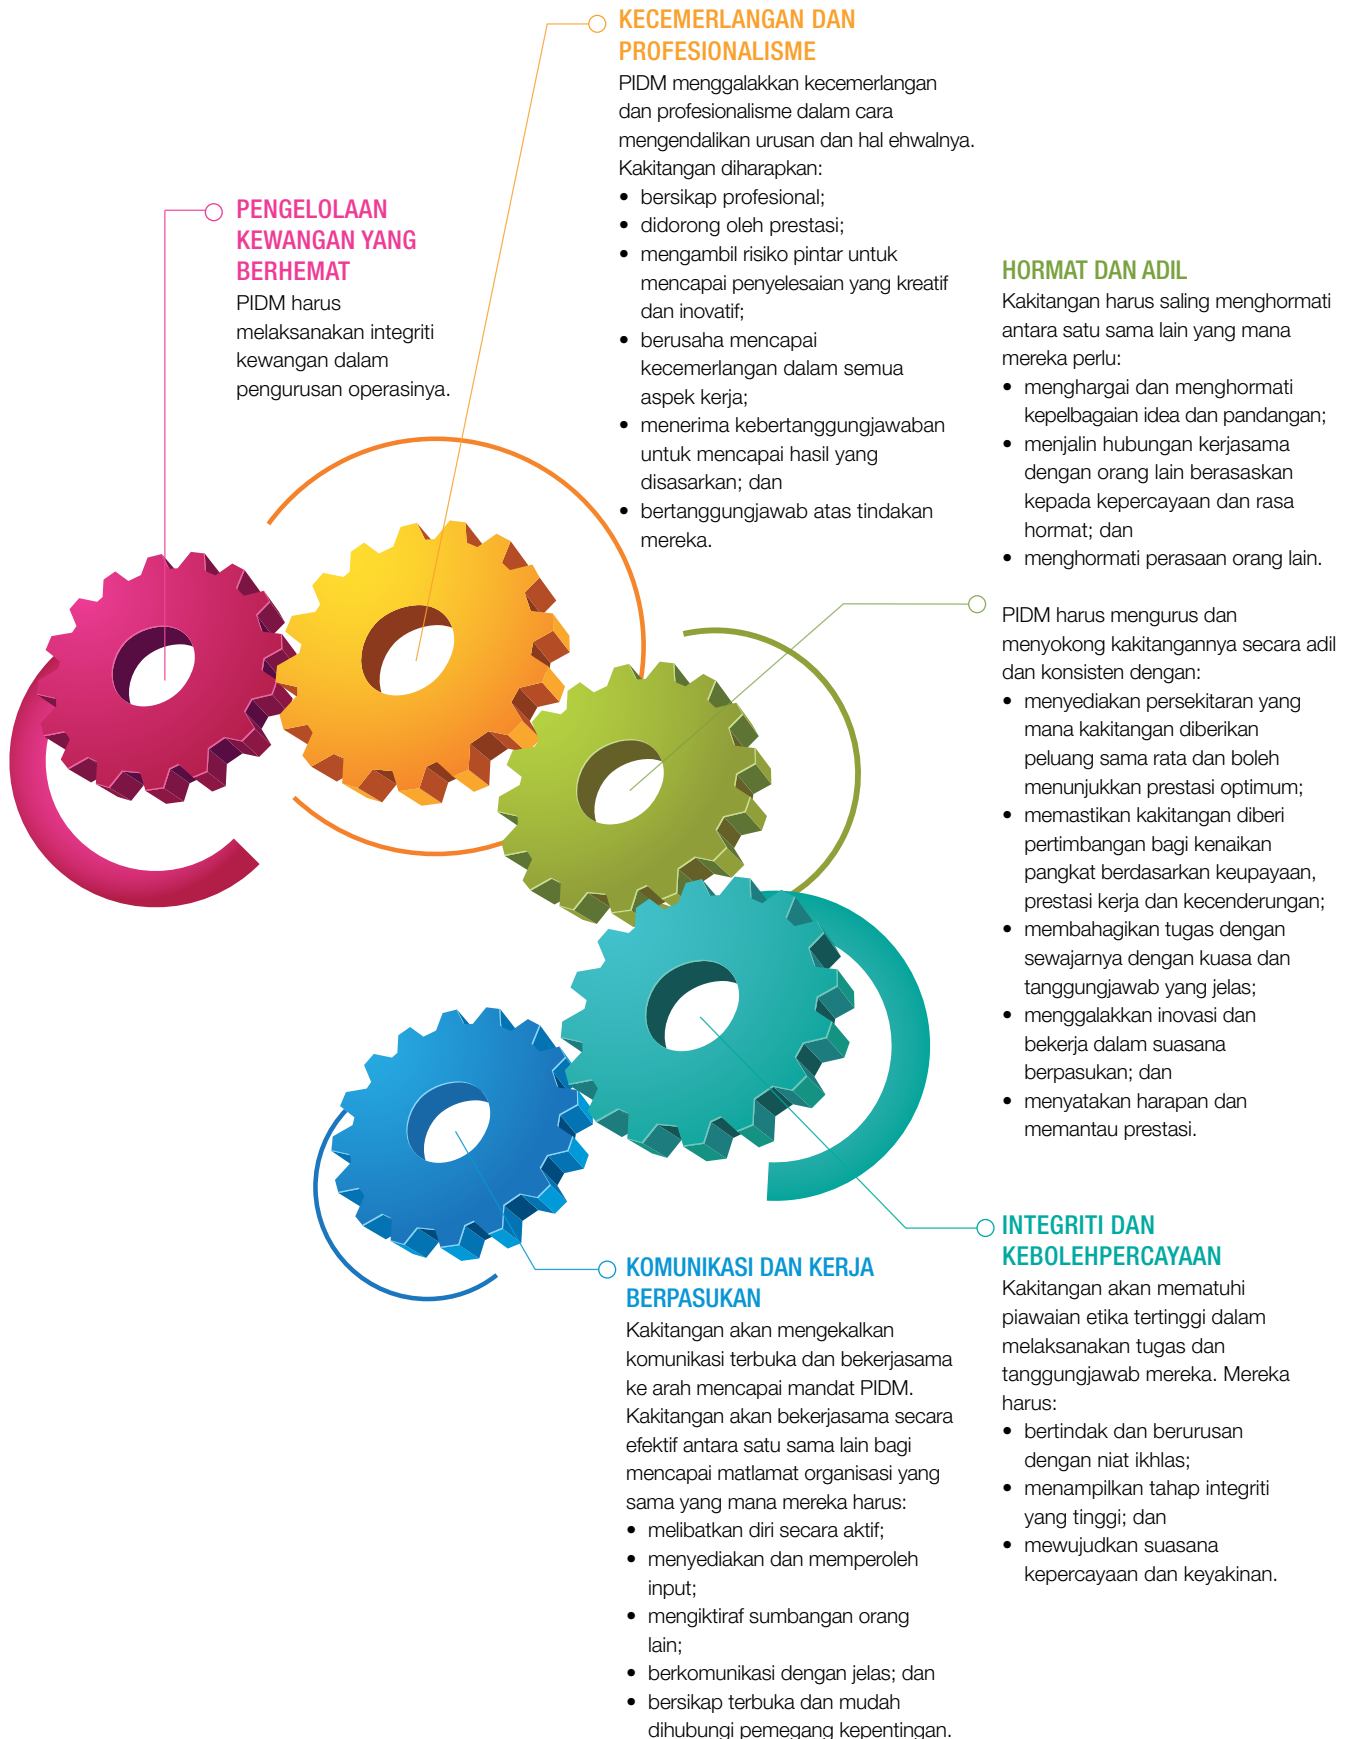 KECEMERLANGAN DAN
PROFESIONALISME
PIDM menggalakkan kecemerlangan
dan profesionalisme dalam cara
mengendalikan urusan dan hal ehwalnya.
Kakitangan diharapkan:
• bersikap profesional;
• didorong oleh prestasi;
• mengambil risiko pintar untuk
mencapai penyelesaian yang kreatif
dan inovatif;
• berusaha mencapai
kecemerlangan dalam semua
aspek kerja;
• menerima kebertanggungjawaban
untuk mencapai hasil yang
disasarkan; dan
• bertanggungjawab atas tindakan
mereka.
PENGELOLAAN
KEWANGAN YANG
BERHEMAT
PIDM harus
melaksanakan integriti
kewangan dalam
pengurusan operasinya.
HORMAT DAN ADIL
Kakitangan harus saling menghormati
antara satu sama lain yang mana
mereka perlu:
• menghargai dan menghormati
kepelbagaian idea dan pandangan;
• menjalin hubungan kerjasama
dengan orang lain berasaskan
kepada kepercayaan dan rasa
hormat; dan
• menghormati perasaan orang lain.
PIDM harus mengurus dan
menyokong kakitangannya secara adil
dan konsisten dengan:
• menyediakan persekitaran yang
mana kakitangan diberikan
peluang sama rata dan boleh
menunjukkan prestasi optimum;
• memastikan kakitangan diberi
pertimbangan bagi kenaikan
pangkat berdasarkan keupayaan,
prestasi kerja dan kecenderungan;
• membahagikan tugas dengan
sewajarnya dengan kuasa dan
tanggungjawab yang jelas;
• menggalakkan inovasi dan
bekerja dalam suasana
berpasukan; dan
• menyatakan harapan dan
memantau prestasi.
INTEGRITI DAN
KEBOLEHPERCAYAAN
Kakitangan akan mematuhi
piawaian etika tertinggi dalam
melaksanakan tugas dan
tanggungjawab mereka. Mereka
harus:
• bertindak dan berurusan
dengan niat ikhlas;
• menampilkan tahap integriti
yang tinggi; dan
• mewujudkan suasana
kepercayaan dan keyakinan.
KOMUNIKASI DAN KERJA
BERPASUKAN
Kakitangan akan mengekalkan
komunikasi terbuka dan bekerjasama
ke arah mencapai mandat PIDM.
Kakitangan akan bekerjasama secara
efektif antara satu sama lain bagi
mencapai matlamat organisasi yang
sama yang mana mereka harus:
• melibatkan diri secara aktif;
• menyediakan dan memperoleh
input;
• mengiktiraf sumbangan orang
lain;
• berkomunikasi dengan jelas; dan
• bersikap terbuka dan mudah
dihubungi pemegang kepentingan.